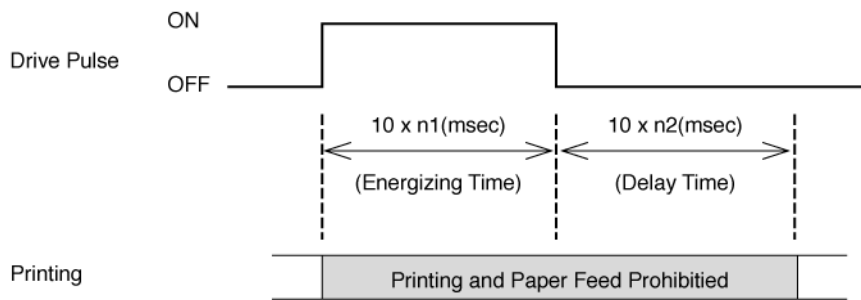 ON
Drive Pulse
OFF
10 x n1(msec) 10 x n2(msec)
(Energizing Time) (Delay Time)
Printing Printing and Paper Feed Prohibitied